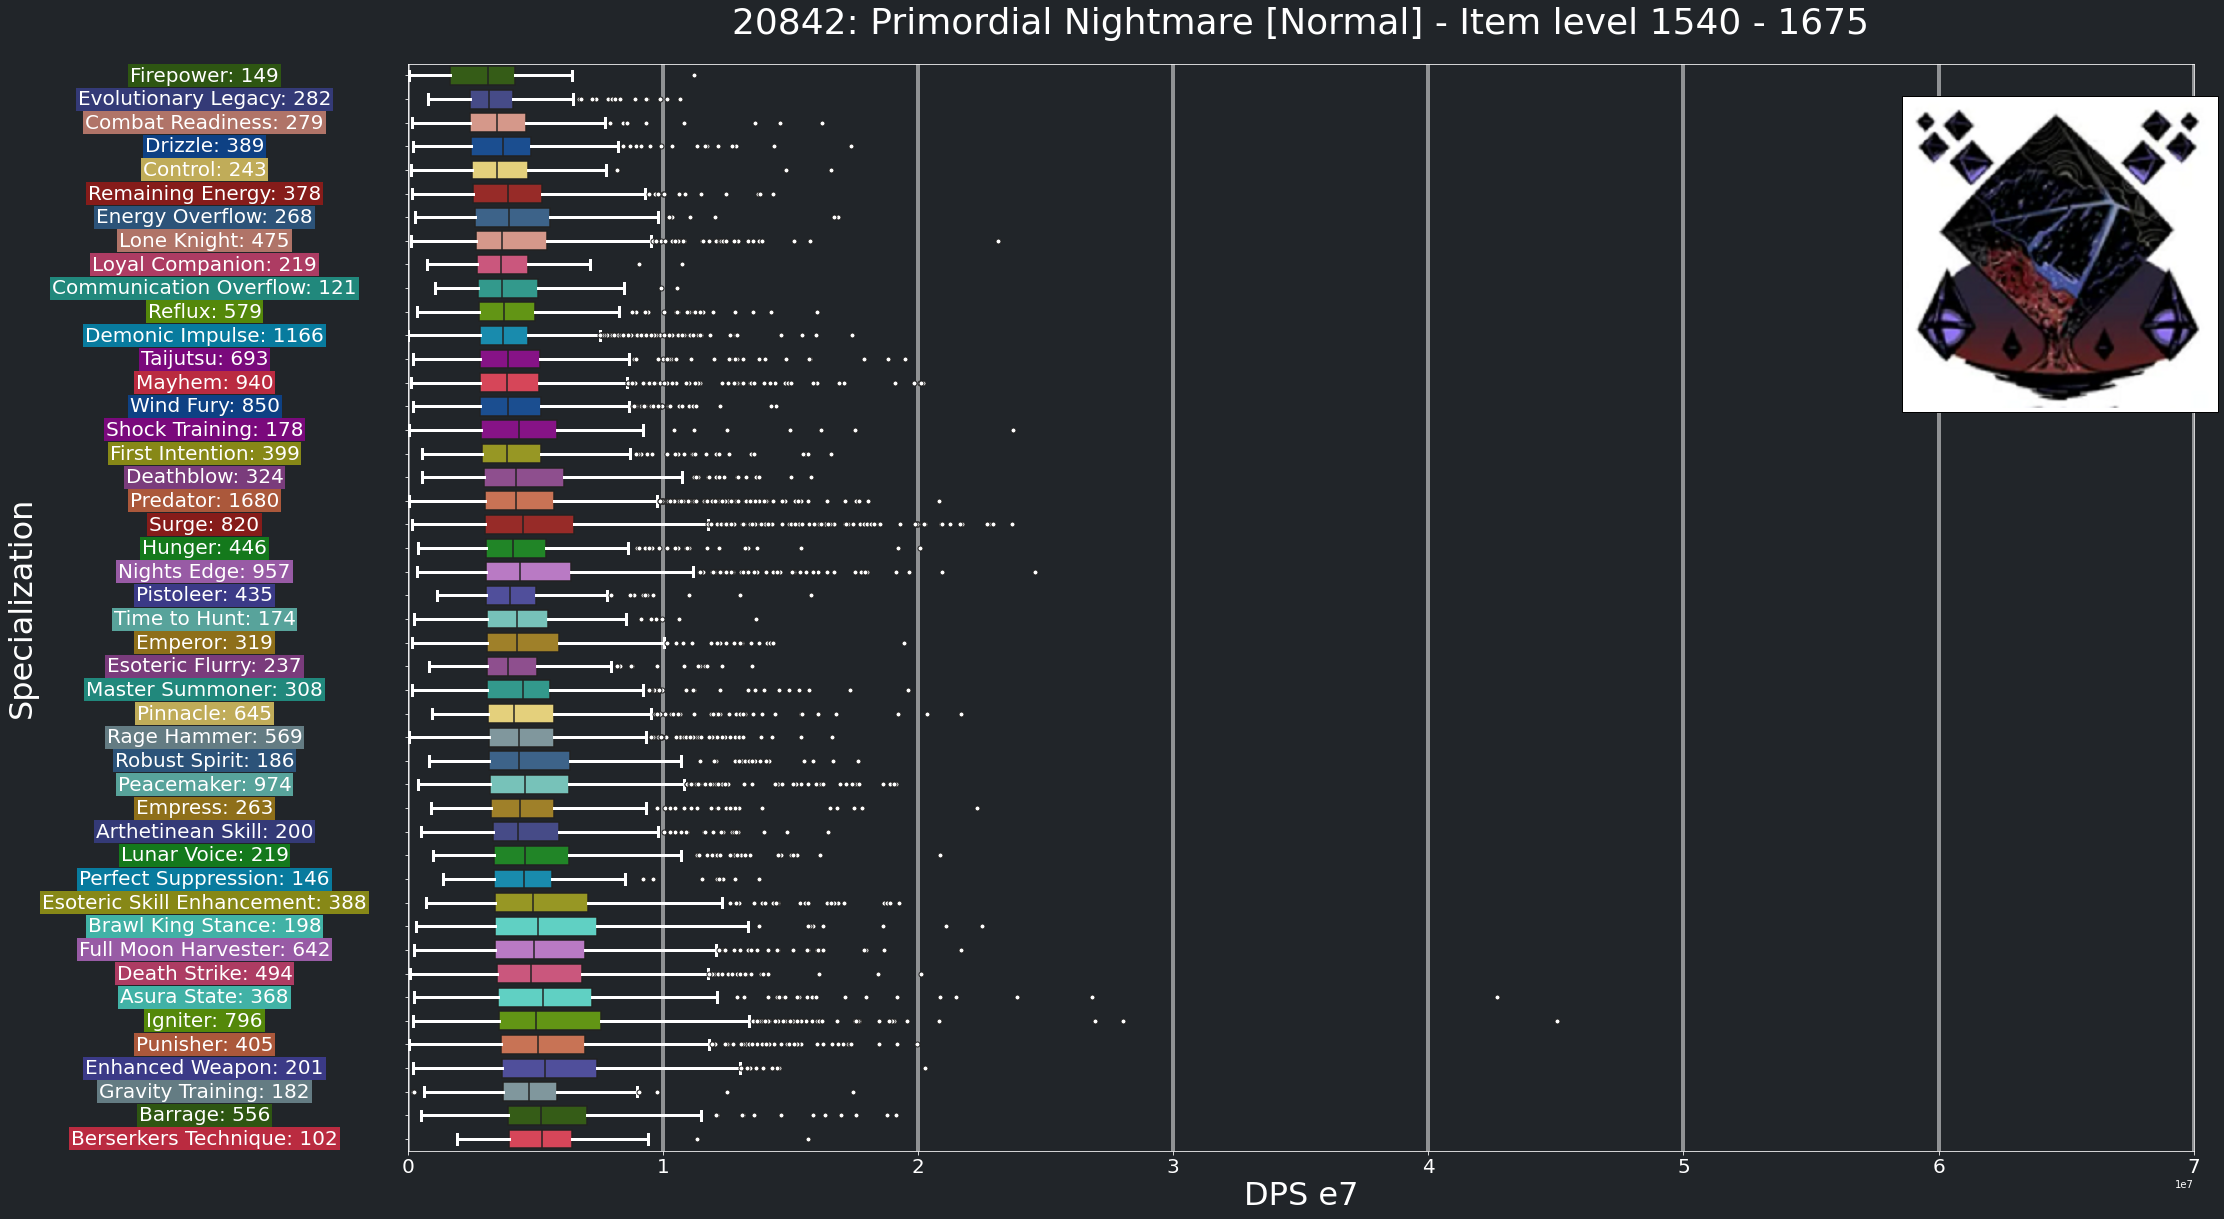 20842: Primordial Nightmare [Normal] - Item level 1540 - 1675
Firepower: 149
Evolutionary Legacy: 282
Combat Readiness: 279
Drizzle: 389
Control: 243
Remaining Energy: 378
Energy Overflow: 268
Lone Knight: 475
Loyal Companion: 219
Communication Overflow: 121
Reflux: 579
Demonic Impulse: 1166
Taijutsu: 693
Mayhem: 940
Wind Fury: 850
Shock Training: 178
First Intention: 399
Deathblow: 324
Predator: 1680
Surge: 820
Hunger: 446
Nights Edge: 957
Pistoleer: 435
Time to Hunt: 174
Emperor: 319
Esoteric Flurry: 237
Master Summoner: 308
Pinnacle: 645
Rage Hammer: 569
Robust Spirit: 186
Peacemaker: 974
Empress: 263
Arthetinean Skill: 200
Lunar Voice: 219
Perfect Suppression: 146
Esoteric Skill Enhancement: 388
Brawl King Stance: 198
Full Moon Harvester: 642
Death Strike: 494
Asura State: 368
Igniter: 796
Punisher: 405
Enhanced Weapon: 201
Gravity Training: 182
Barrage: 556
Berserkers Technique: 102
Specialization
0 1 2 3 4 5 6 7
DPS e7
1e7